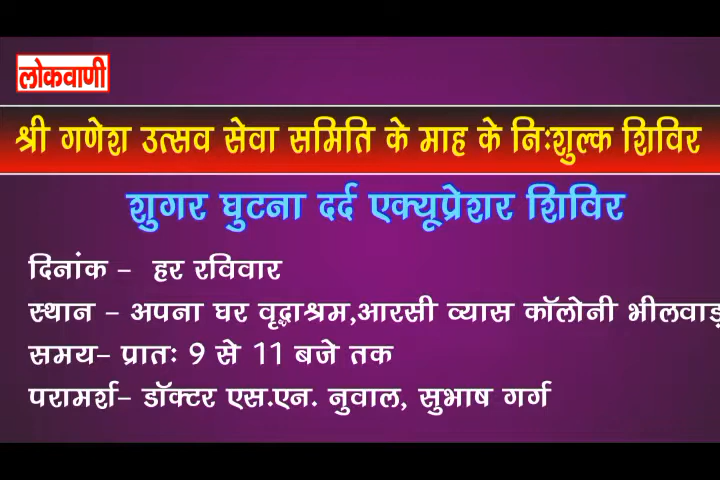 लोकवाणी
श्री गणेश उत्सव सेवा समिति के माह के निःशुल्क शिविर
शुगर घुटना दर्द एक्यूप्रेशर शिविर
दिनांक – हर रविवार
स्थान – अपना घर वृद्धाश्रम,आरसी व्यास कॉलोनी भीलवाड़
समय– प्रातः 9 से 11 बजे तक
परामर्श– डॉक्टर एस.एन. नुवाल, सुभाष गर्ग